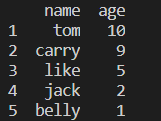 name age
1 tom 10
2 carry 9
3 like 5
4 jack 2
5 belly 1